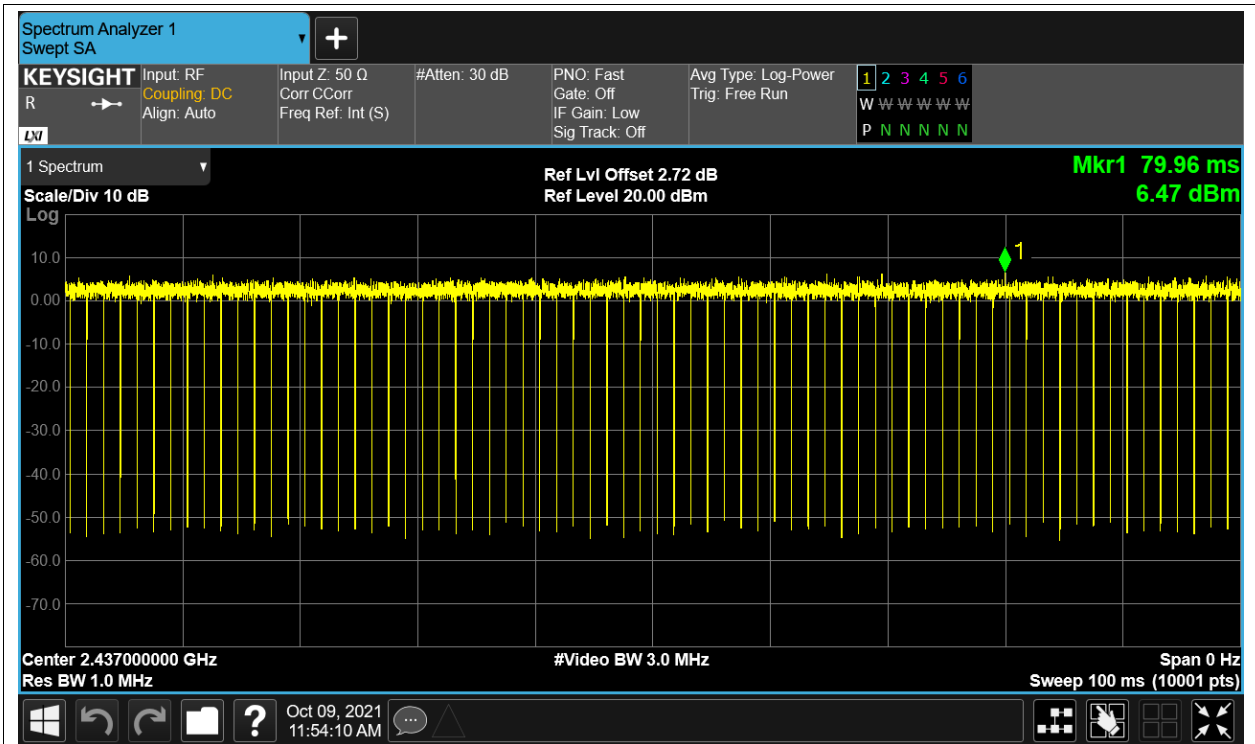 Spectrum Analyzer 1
Swept SA
+
KEYSIGHT
R
LXI
Input: RF
Coupling: DC
Align: Auto
Input Z: 50 Ω
Corr CCorr
Freq Ref: Int (S)
#Atten: 30 dB
PNO: Fast
Gate: Off
IF Gain: Low
Sig Track: Off
Avg Type: Log-Power
Trig: Free Run
1 2 3 4 5 6
W W W W W W
P N N N N N
1 Spectrum
Scale/Div 10 dB
Log
Ref Lvl Offset 2.72 dB
Ref Level 20.00 dBm
Mkr1 79.96 ms
6.47 dBm
1
10.0
0.00
-10.0
-20.0
-30.0
-40.0
-50.0
-60.0
-70.0
Center 2.437000000 GHz
Res BW 1.0 MHz
#Video BW 3.0 MHz
Span 0 Hz
Sweep 100 ms (10001 pts)
?
Oct 09, 2021
11:54:10 AM